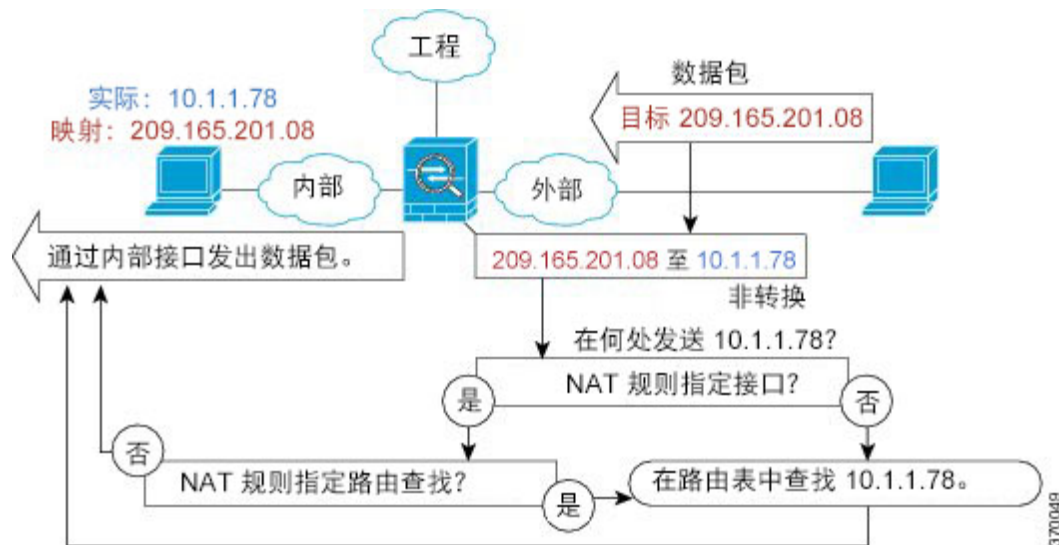 工程
数据包
实际：10.1.1.78
映射：209.165.201.08
目标 209.165.201.08
内部
外部
通过内部接口发出数据包。
209.165.201.08 至 10.1.1.78
非转换
在何处发送 10.1.1.78？
NAT 规则指定接口？
是
否
否
NAT 规则指定路由查找？
是
在路由表中查找 10.1.1.78。
370049